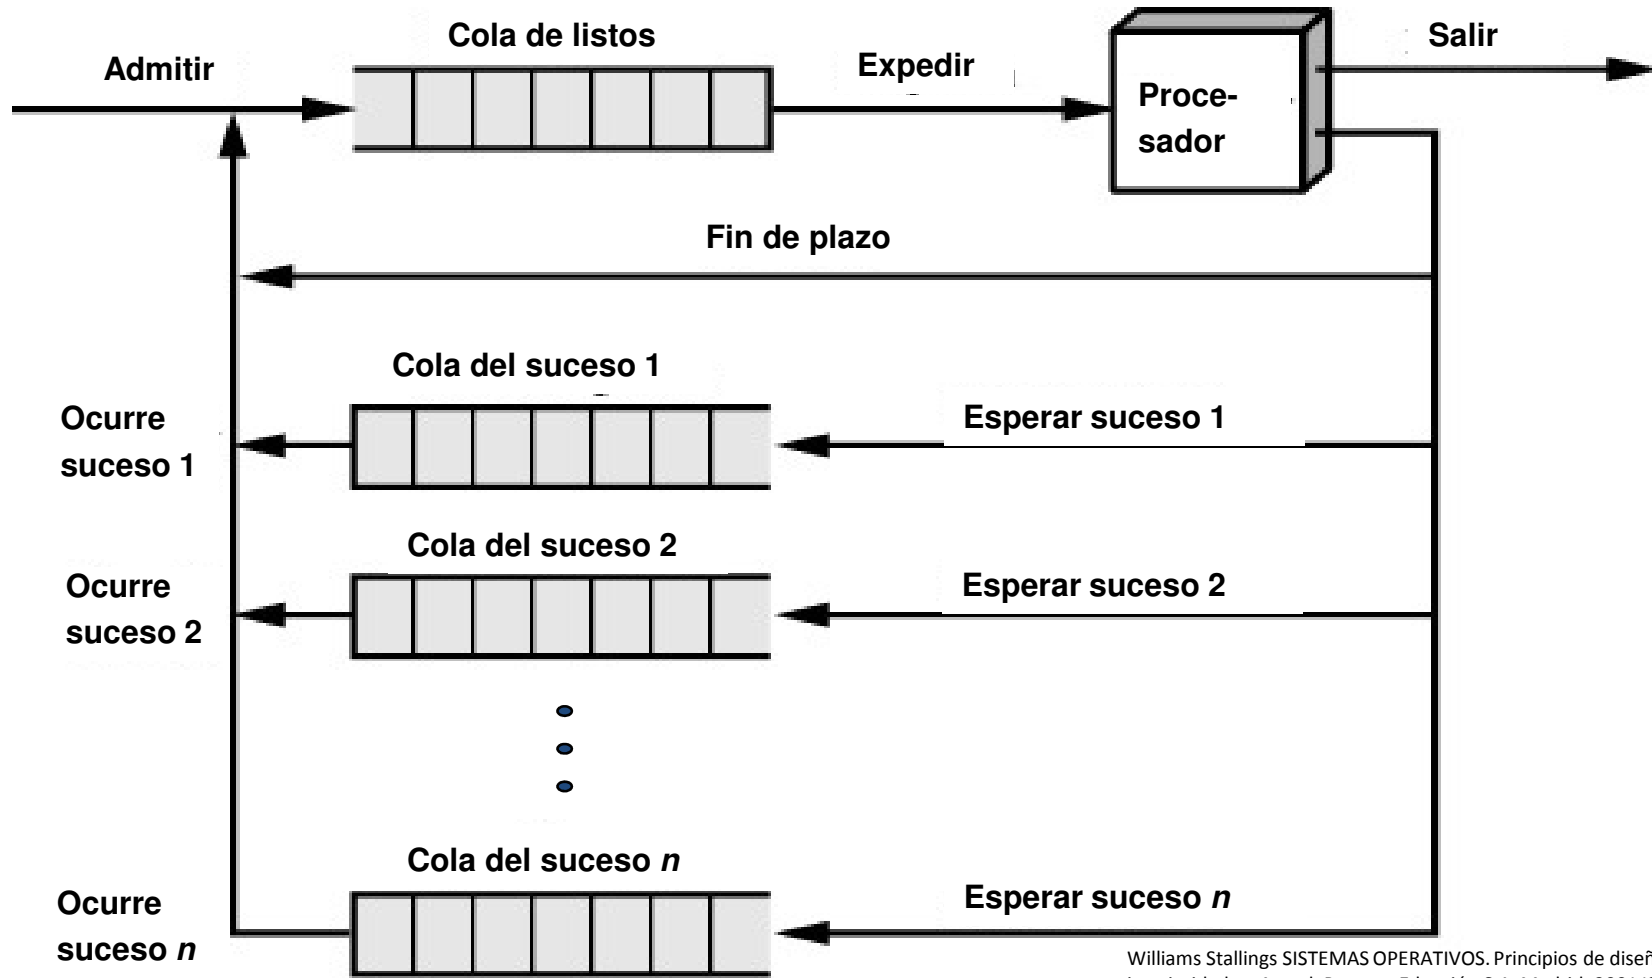 Cola de listos
Admitir
Expedir
Salir
Proce-
sador
Fin de plazo
Cola del suceso 1
Ocurre
suceso 1
Esperar suceso 1
Cola del suceso 2
Ocurre
suceso 2
Esperar suceso 2
Cola del suceso n
Ocurre
suceso n
Esperar suceso n
Williams Stallings SISTEMAS OPERATIVOS. Principios de diseñ